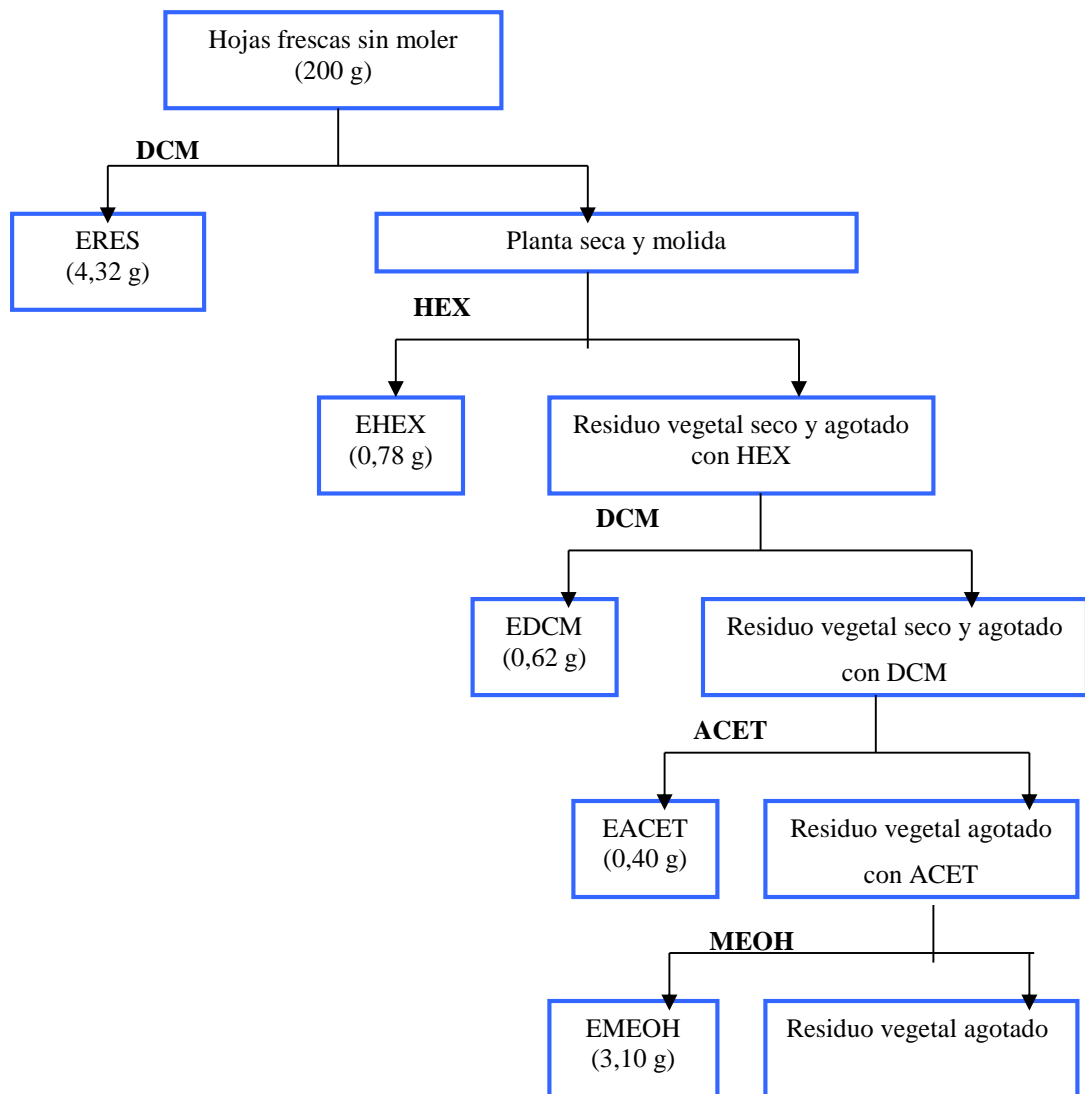 Hojas frescas sin moler
(200 g)
DCM
ERES
(4,32 g)
Planta seca y molida
HEX
EHEX
(0,78 g)
Residuo vegetal seco y agotado
con HEX
DCM
EDCM
(0,62 g)
Residuo vegetal seco y agotado
con DCM
ACET
EACET
(0,40 g)
Residuo vegetal agotado
con ACET
MEOH
EMEOH
(3,10 g)
Residuo vegetal agotado